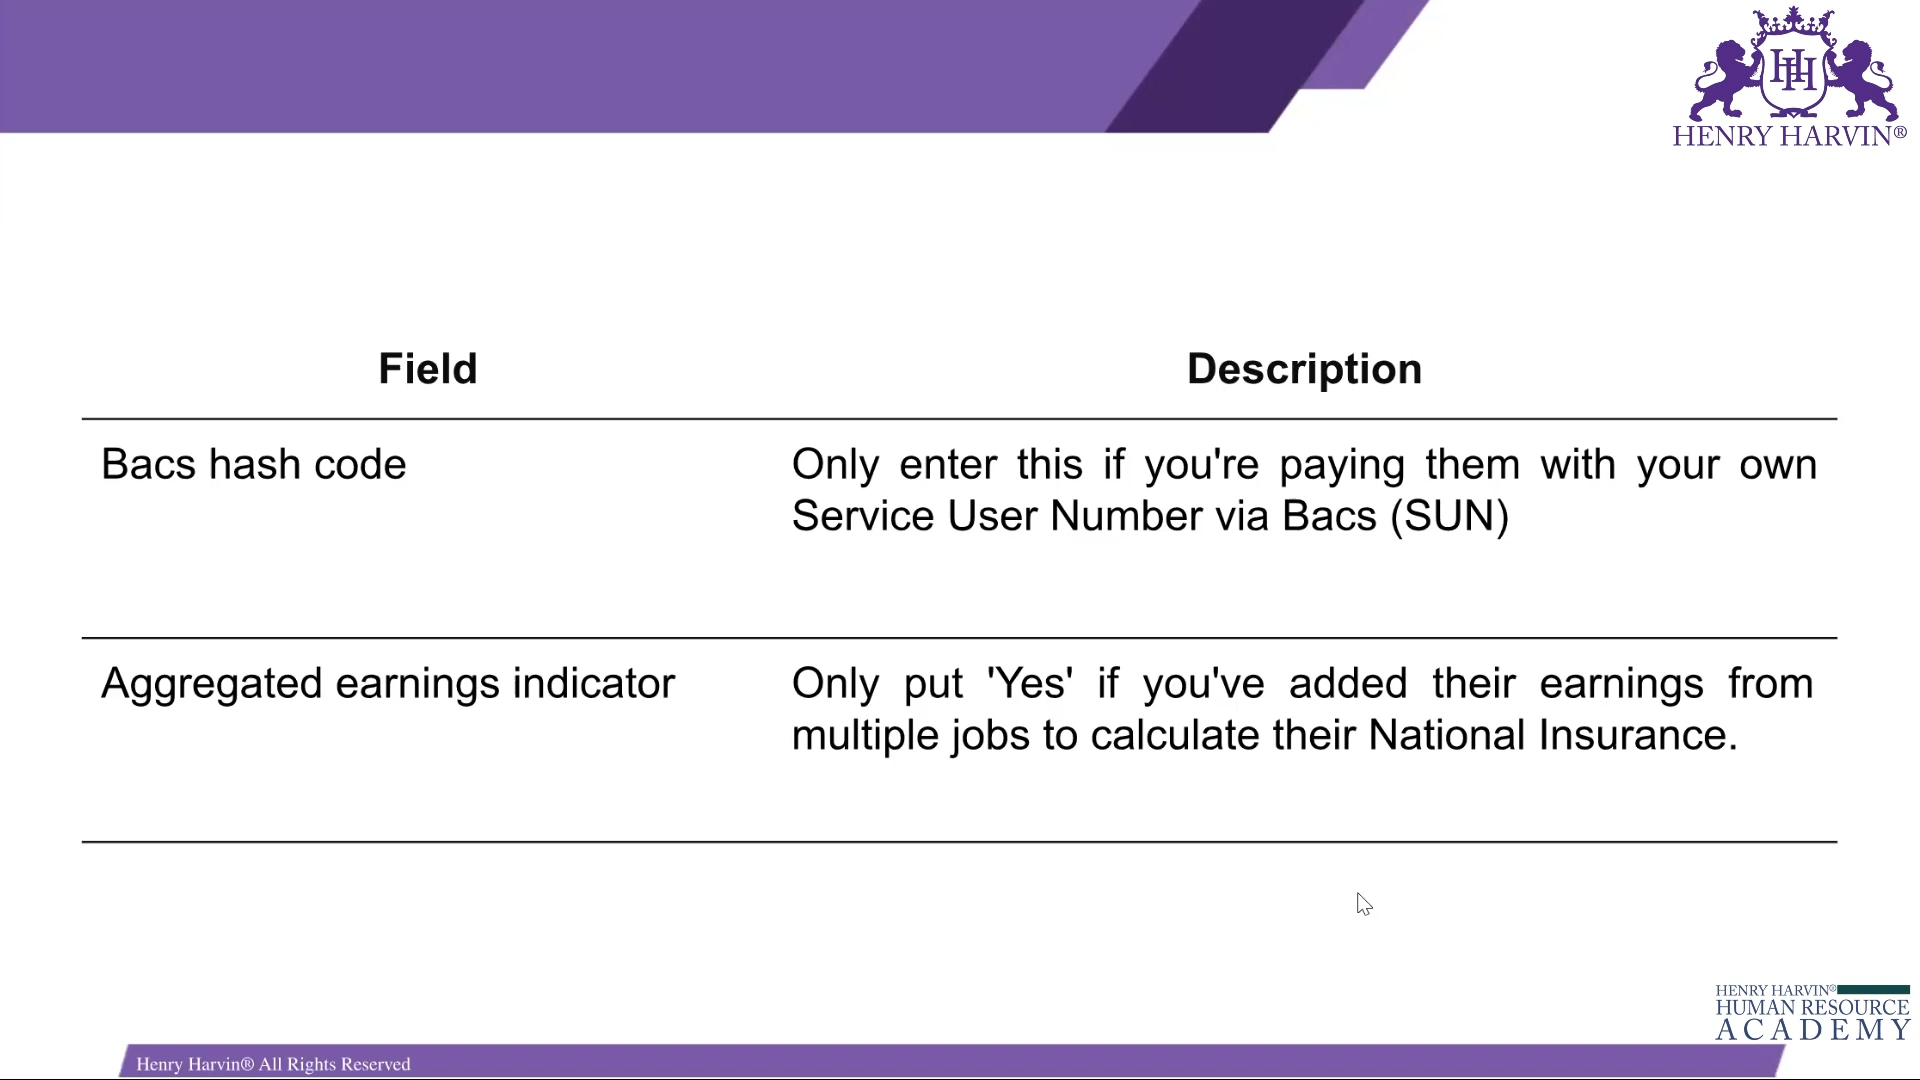 HH
HENRY HARVIN®
Field Description
Bacs hash code Only enter this if you're paying them with your own
Service User Number via Bacs (SUN)
Aggregated earnings indicator Only put 'Yes' if you've added their earnings from
multiple jobs to calculate their National Insurance.
HENRY HARVIN®
HUMAN RESOURCE
ACADEMY
Henry Harvin® All Rights Reserved